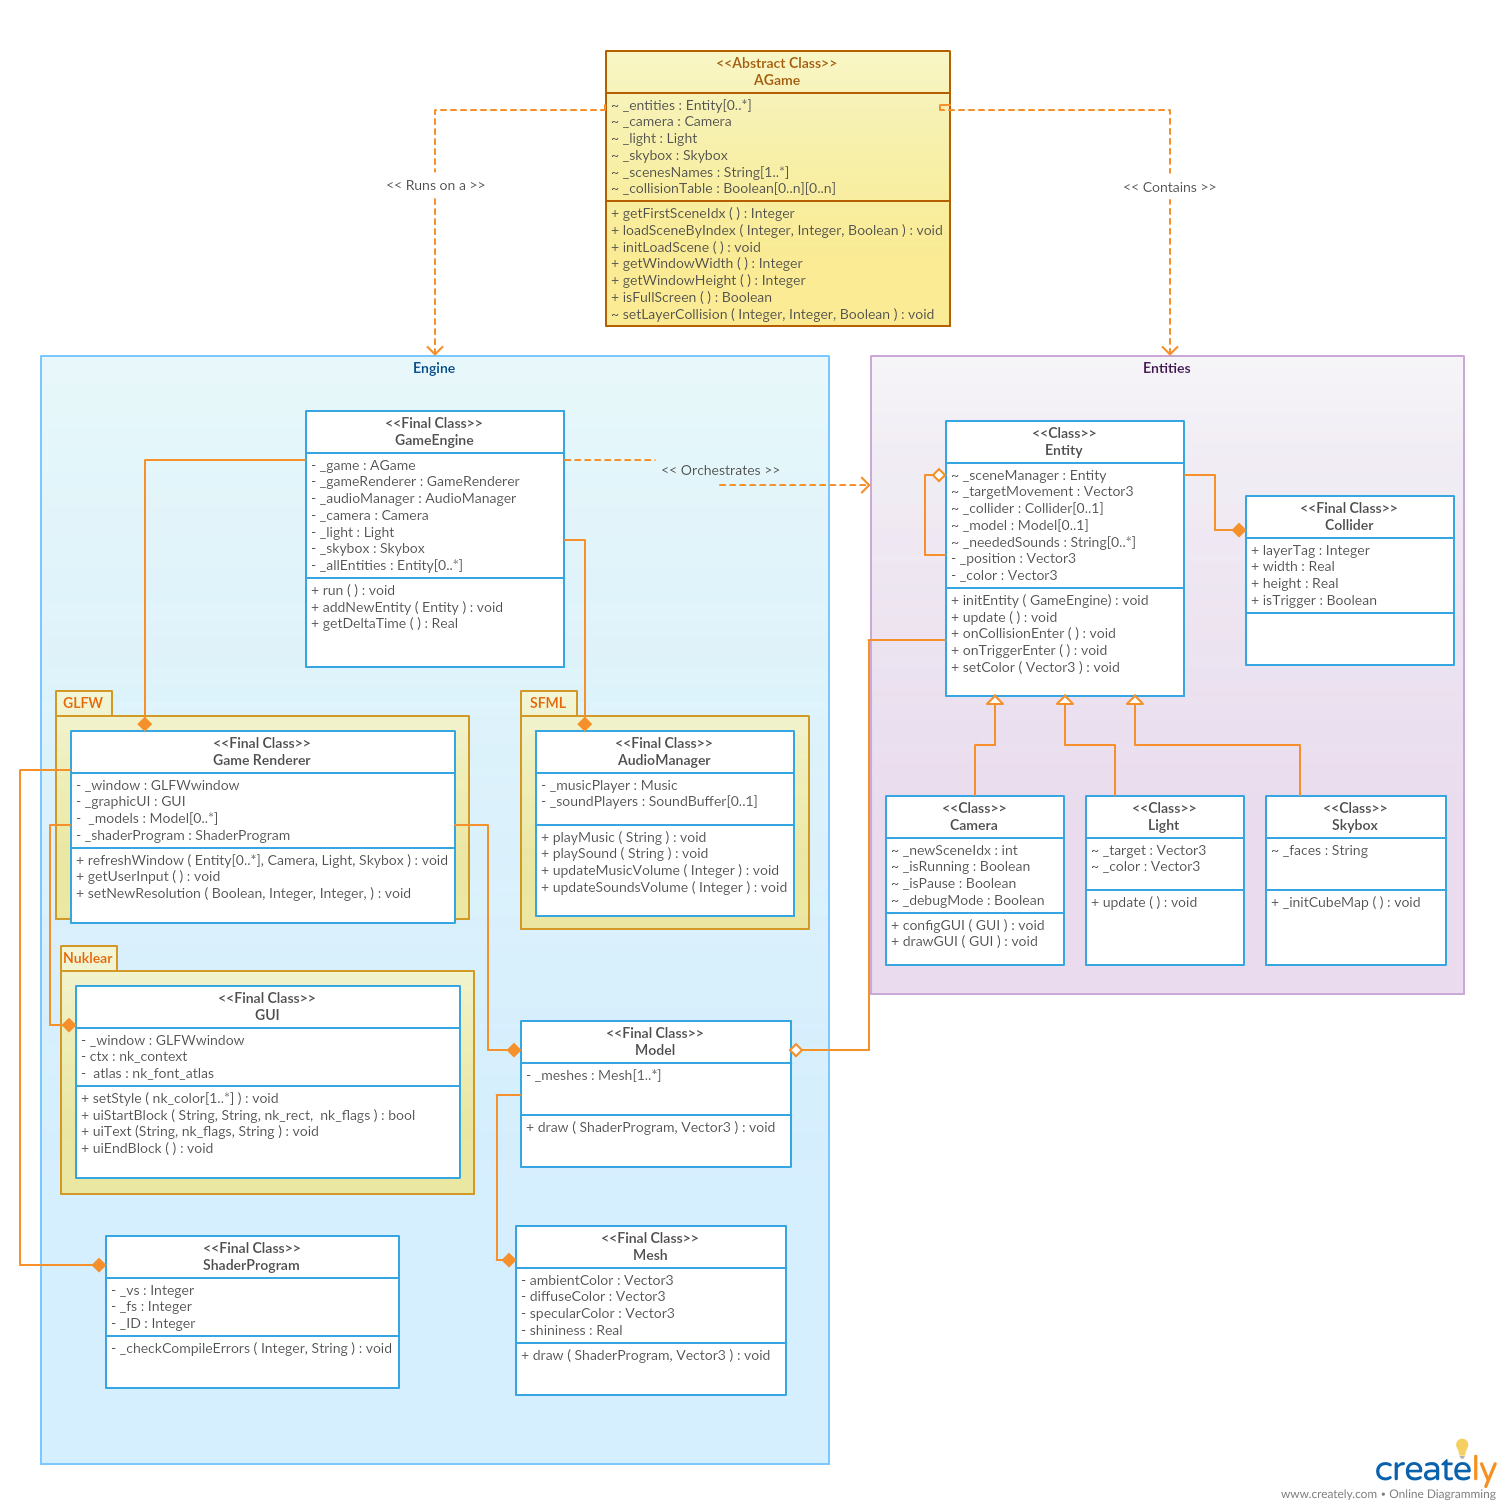 <<Abstract Class>>
AGame
~ _entities : Entity[0..*]
~ _camera : Camera
~ _light : Light
~ _skybox : Skybox
~ _scenesNames : String[1..*]
~ _collisionTable : Boolean[0..n][0..n]
+ getFirstSceneIdx ( ) : Integer
+ loadSceneByIndex ( Integer, Integer, Boolean ) : void
+ initLoadScene ( ) : void
+ getWindowWidth ( ) : Integer
+ getWindowHeight ( ) : Integer
+ isFullScreen ( ) : Boolean
~ setLayerCollision ( Integer, Integer, Boolean ) : void
<< Runs on a >>
<< Contains >>
Engine
<<Final Class>>
GameEngine
- _game : AGame
- _gameRenderer : GameRenderer
- _audioManager : AudioManager
- _camera : Camera
- _light : Light
- _skybox : Skybox
- _allEntities : Entity[0..*]
+ run ( ) : void
+ addNewEntity ( Entity ) : void
+ getDeltaTime ( ) : Real
<< Orchestrates >>
GLFW
<<Final Class>>
Game Renderer
- _window : GLFWwindow
- _graphicUI : GUI
-  _models : Model[0..*]
- _shaderProgram : ShaderProgram
+ refreshWindow ( Entity[0..*], Camera, Light, Skybox ) : void
+ getUserInput ( ) : void
+ setNewResolution ( Boolean, Integer, Integer, ) : void
SFML
<<Final Class>>
AudioManager
- _musicPlayer : Music
- _soundPlayers : SoundBuffer[0..1]
+ playMusic ( String ) : void
+ playSound ( String ) : void
+ updateMusicVolume ( Integer ) : void
+ updateSoundsVolume ( Integer ) : void
Nuklear
<<Final Class>>
GUI
- _window : GLFWwindow
- ctx : nk_context
-  atlas : nk_font_atlas
+ setStyle ( nk_color[1..*] ) : void
+ uiStartBlock ( String, String, nk_rect,  nk_flags ) : bool
+ uiText (String, nk_flags, String ) : void
+ uiEndBlock ( ) : void
<<Final Class>>
Model
- _meshes : Mesh[1..*]
+ draw ( ShaderProgram, Vector3 ) : void
<<Final Class>>
ShaderProgram
- _vs : Integer
- _fs : Integer
- _ID : Integer
- _checkCompileErrors ( Integer, String ) : void
<<Final Class>>
Mesh
- ambientColor : Vector3
- diffuseColor : Vector3
- specularColor : Vector3
- shininess : Real
+ draw ( ShaderProgram, Vector3 ) : void
Entities
<<Class>>
Entity
~ _sceneManager : Entity
~ _targetMovement : Vector3
~ _collider : Collider[0..1]
~ _model : Model[0..1]
~ _neededSounds : String[0..*]
- _position : Vector3
- _color : Vector3
+ initEntity ( GameEngine) : void
+ update ( ) : void
+ onCollisionEnter ( ) : void
+ onTriggerEnter ( ) : void
+ setColor ( Vector3 ) : void
<<Final Class>>
Collider
+ layerTag : Integer
+ width : Real
+ height : Real
+ isTrigger : Boolean
<<Class>>
Camera
~ _newSceneIdx : int
~ _isRunning : Boolean
~ _isPause : Boolean
~ _debugMode : Boolean
+ configGUI ( GUI ) : void
+ drawGUI ( GUI ) : void
<<Class>>
Light
~ _target : Vector3
~ _color : Vector3
+ update ( ) : void
<<Class>>
Skybox
~ _faces : String
+ _initCubeMap ( ) : void
creately
www.creately.com • Online Diagramming